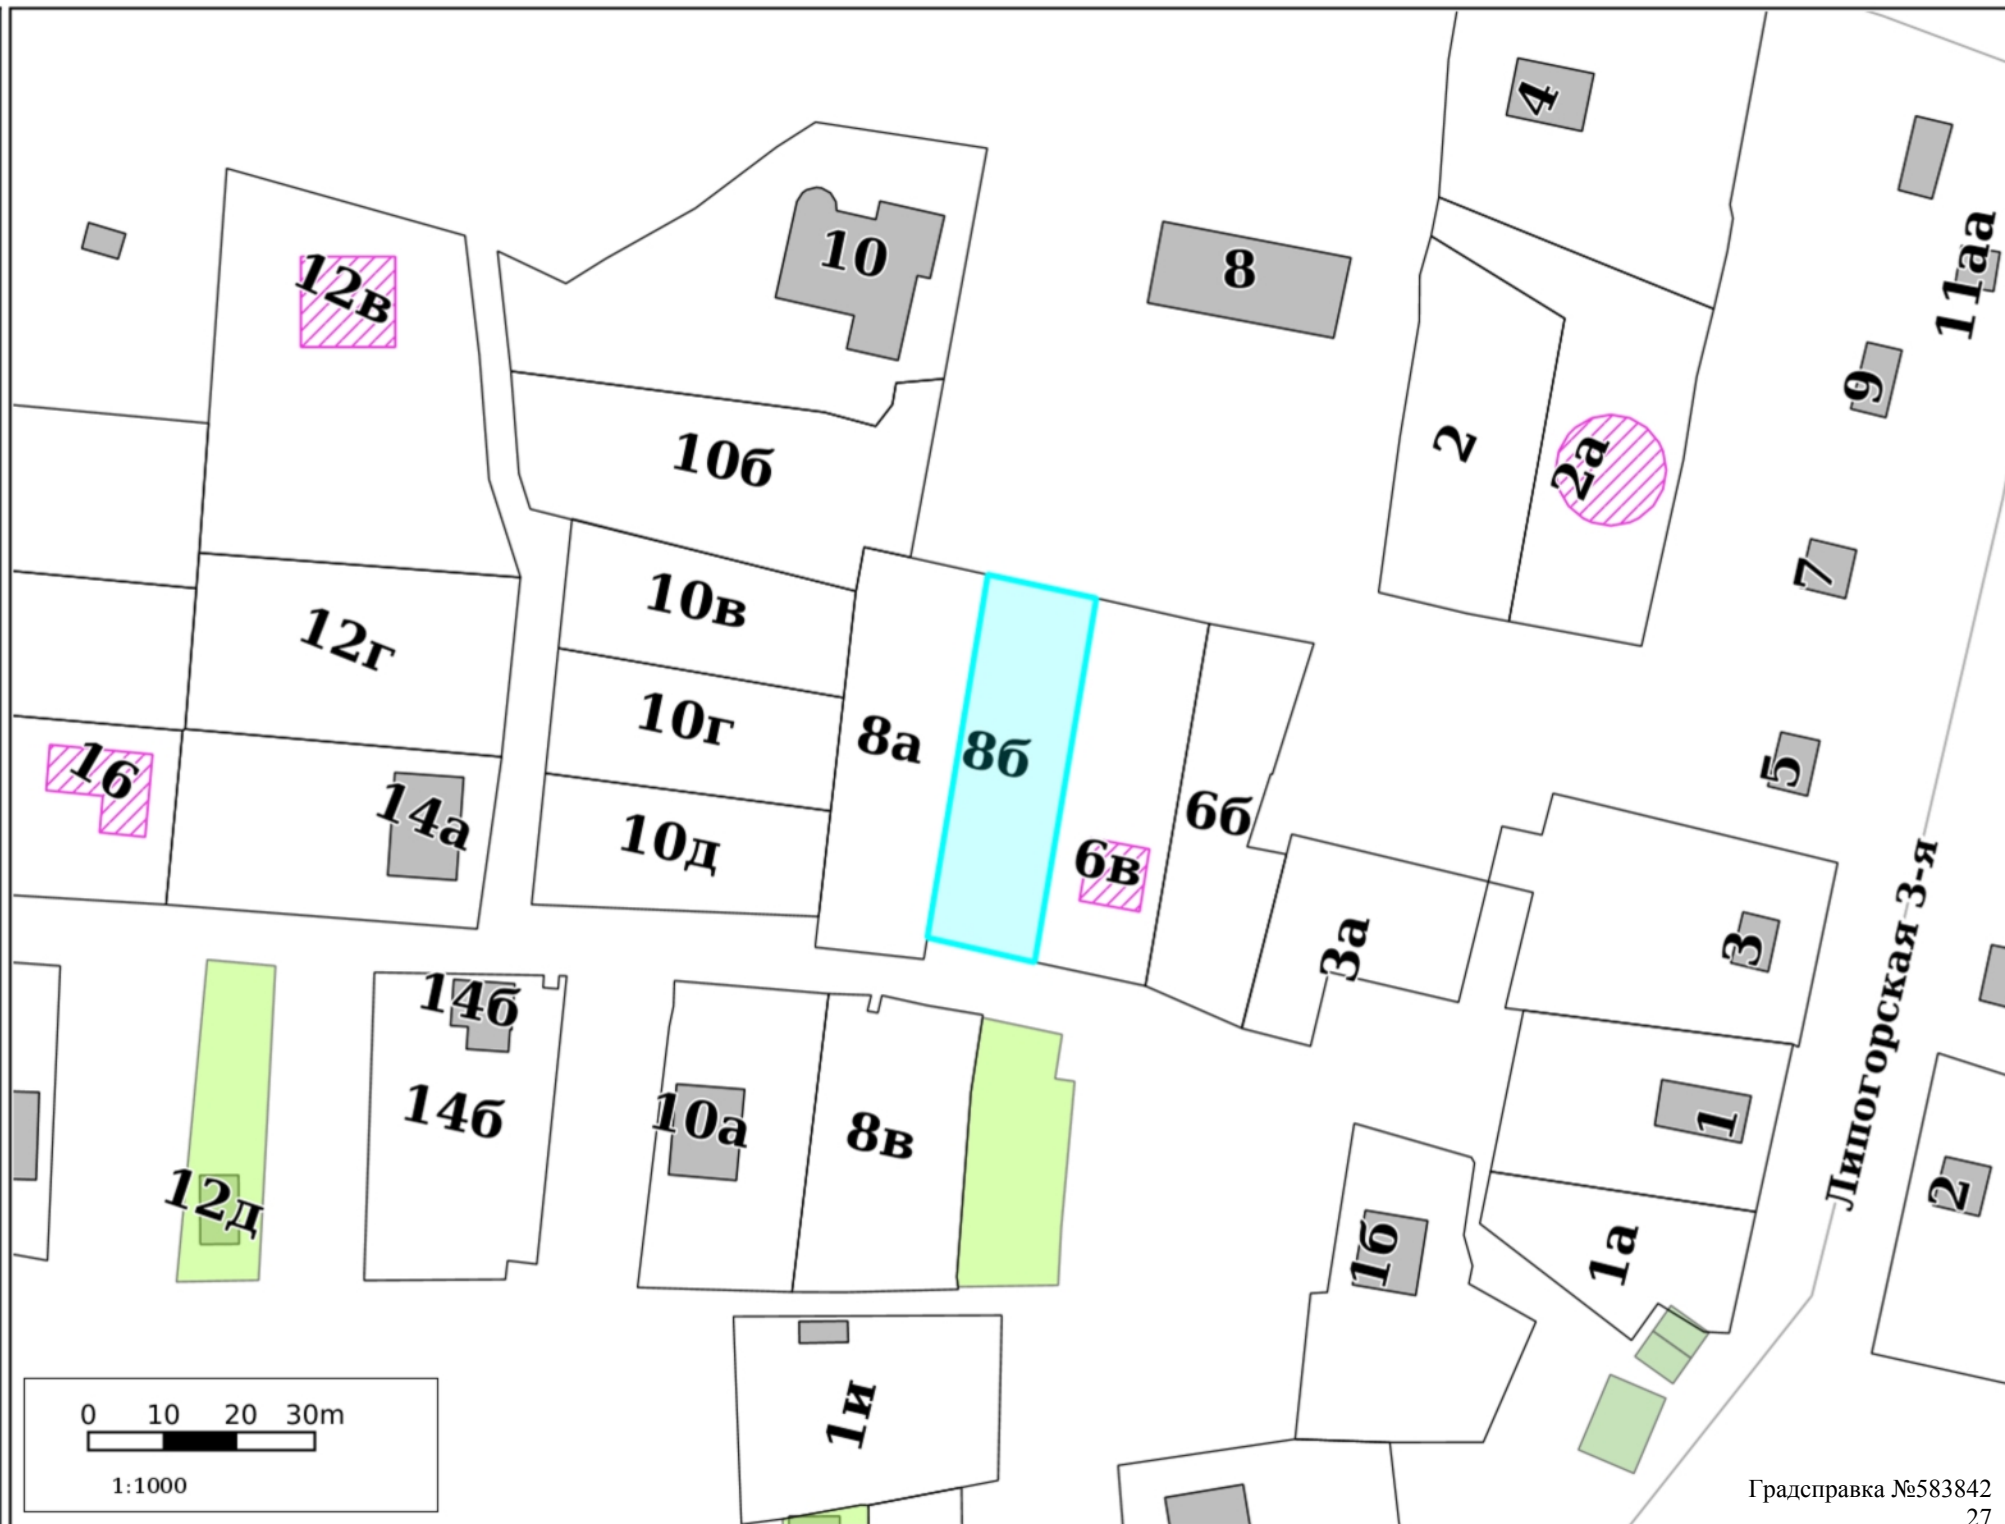 4
11аа
12в
10
8
9
10б
2
2а
7
10в
12г
10г
8а
8б
5
16
14а
10д
6б
6в
3а
3
Липогорская 3-я
14б
14б
10а
8в
1
12д
1б
1а
2
1и
0 10 20 30m
1:1000
Градсправка №583842
27